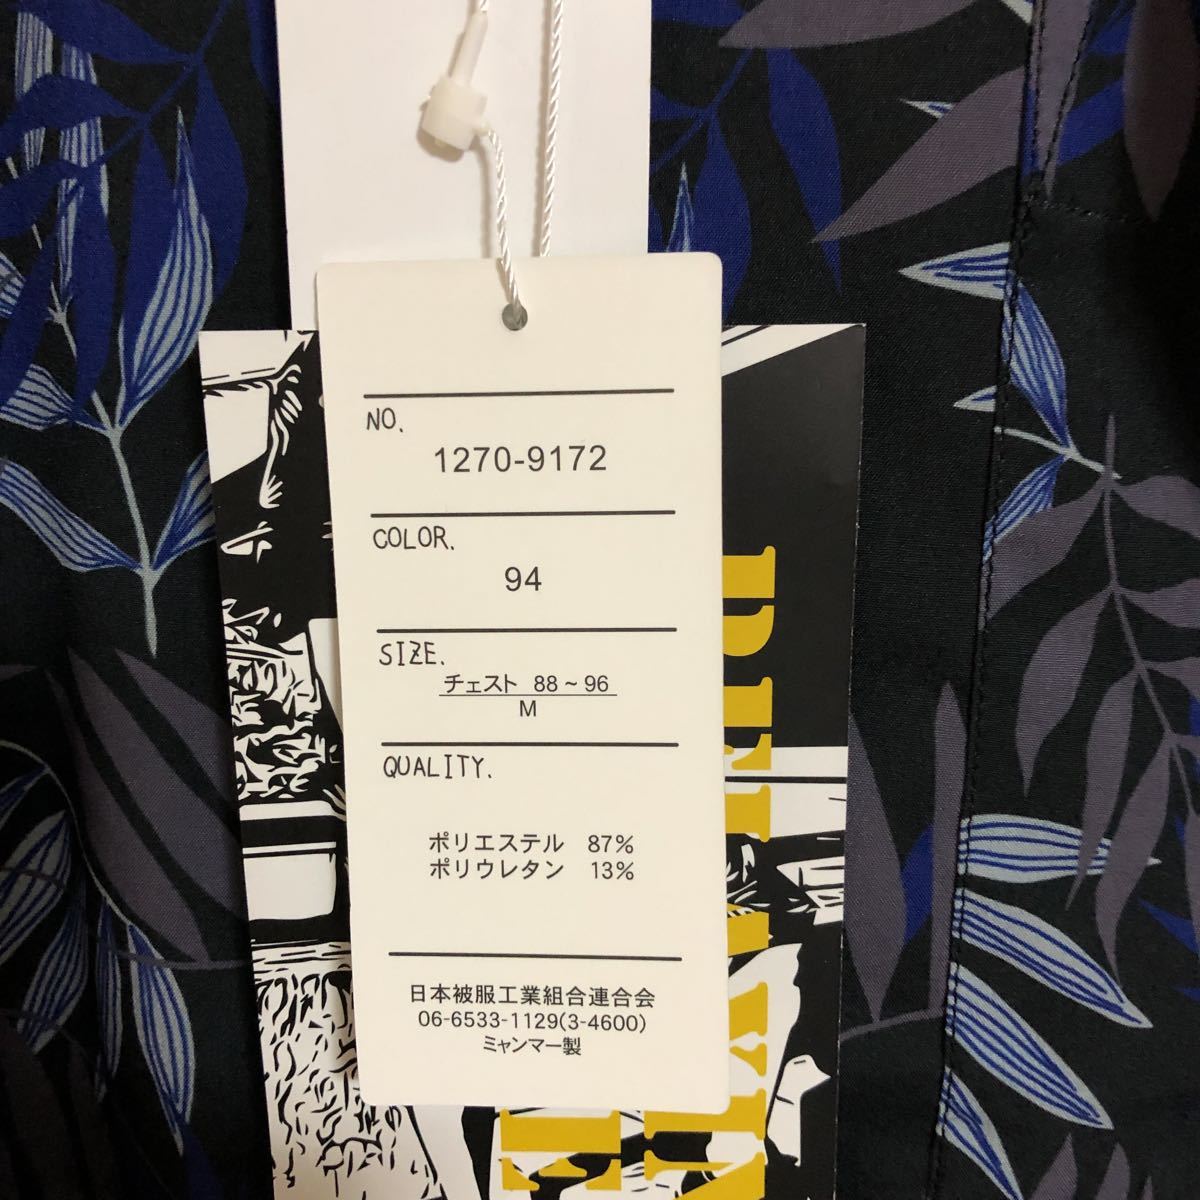 NO.
1270-9172
COLOR.
94
SIZE.
チェスト 88～96
M
QUALITY.
ポリエステル 87%
ポリウレタン 13%
日本被服工業組合連合会
06-6533-1129(3-4600)
ミャンマー製